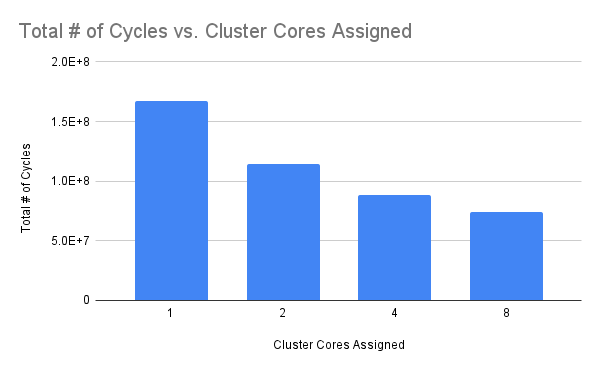 Total # of Cycles vs. Cluster Cores Assigned
2.0E+8
1.5E+8
1.0E+8
5.0E+7
0
Total # of Cycles
1 2 4 8
Cluster Cores Assigned